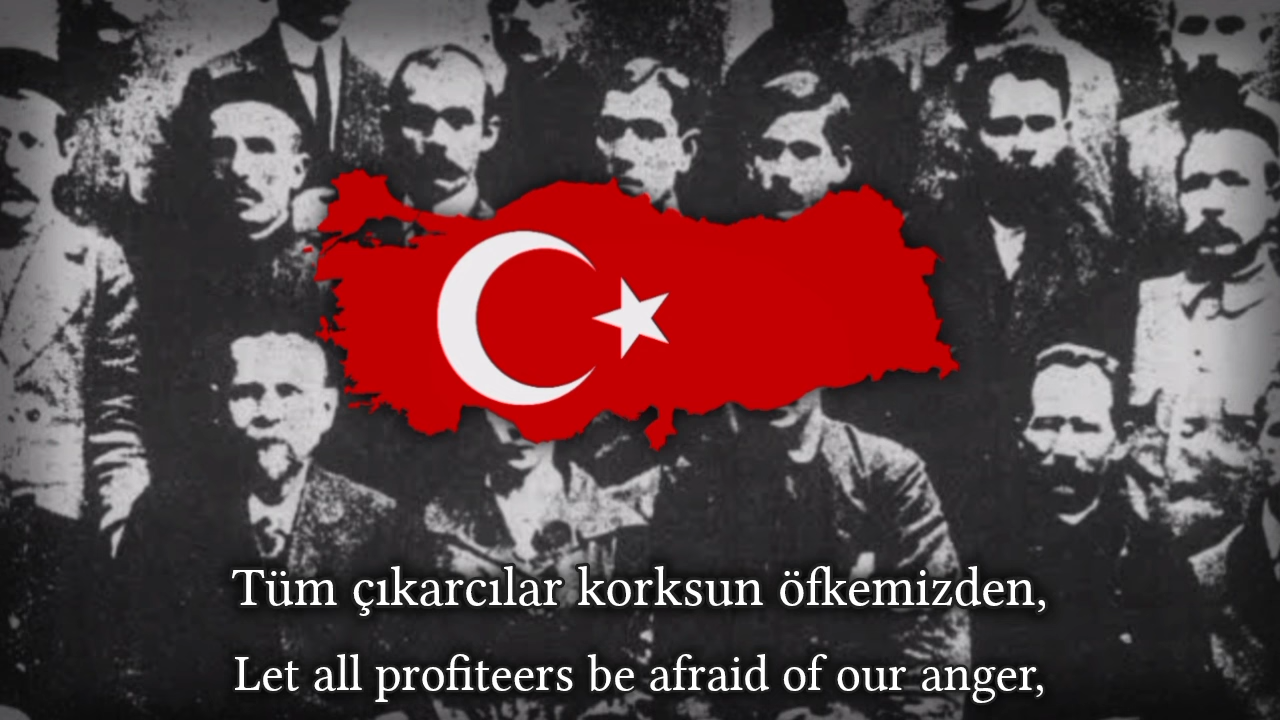 Tüm çıkarcılar korksun öfkemizden,
Let all profiteers be afraid of our anger,